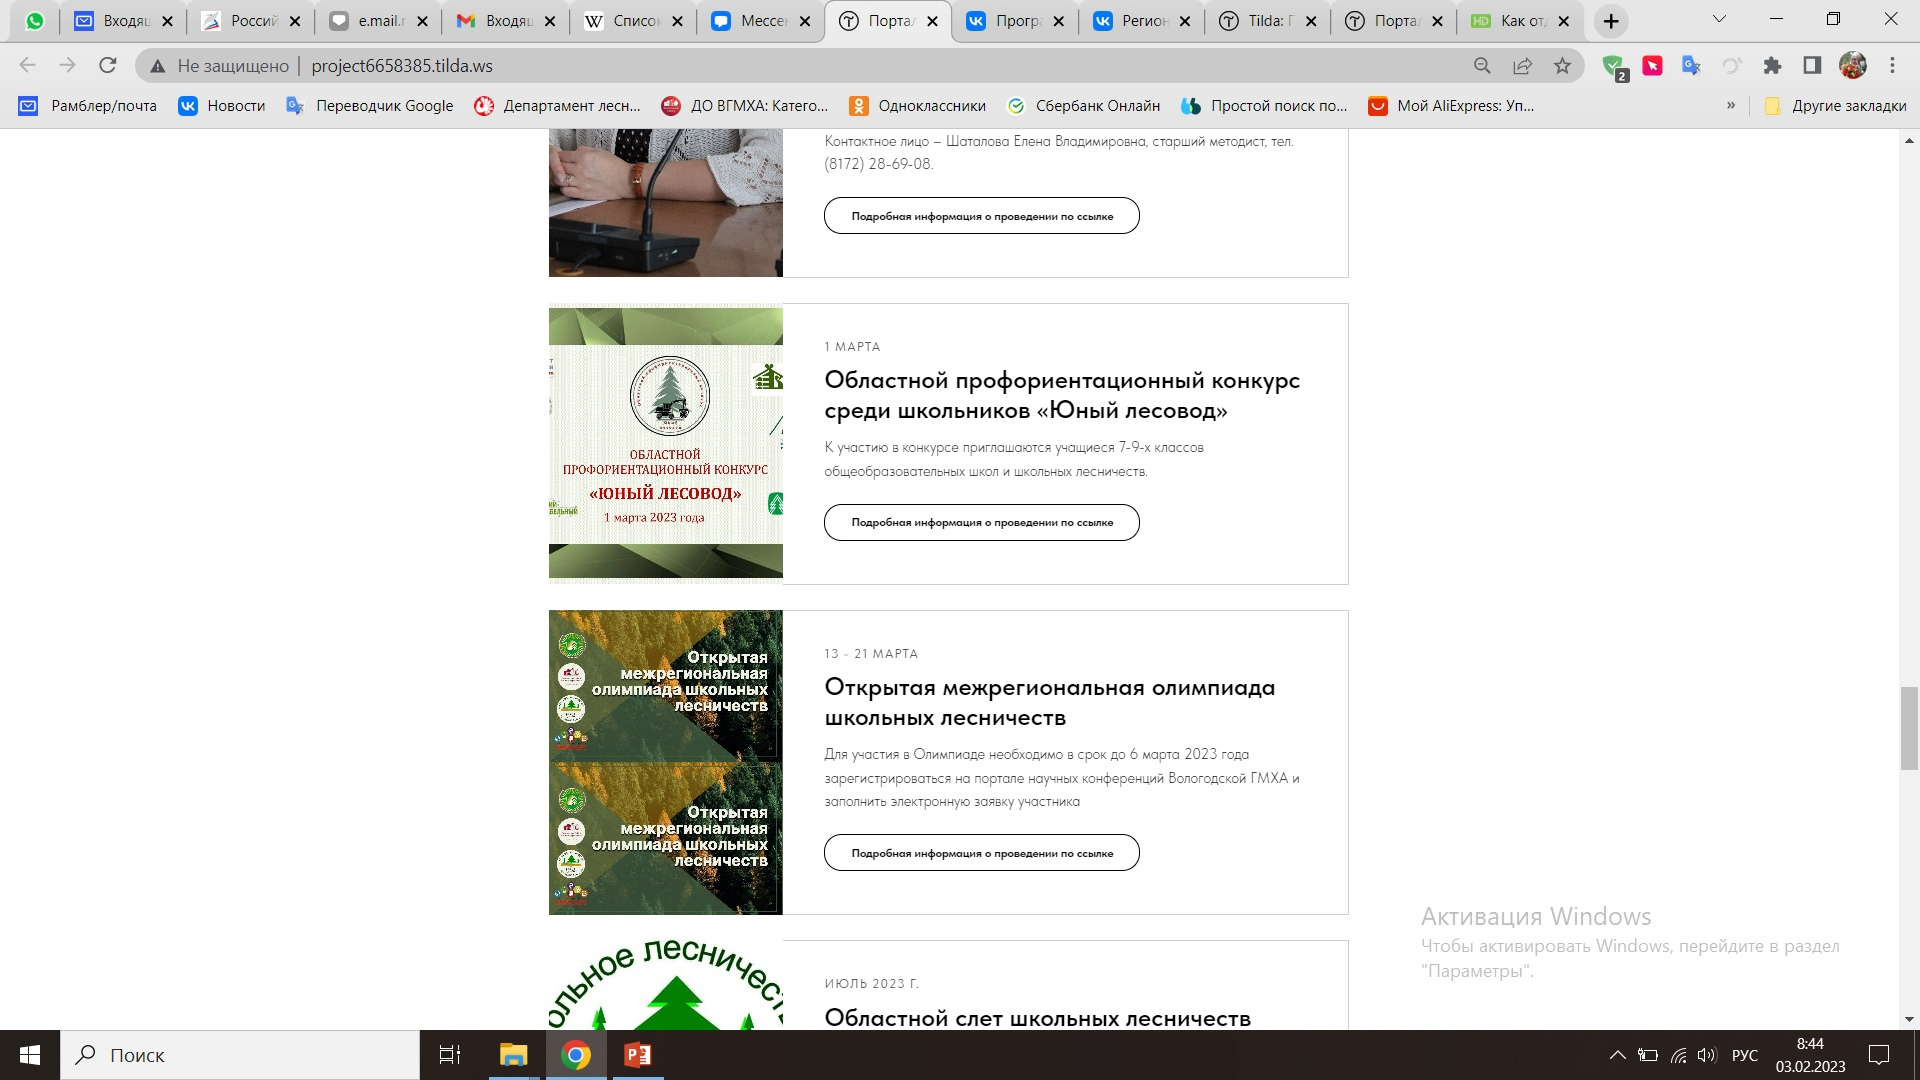 Входящ
Россий
e.mail.r
Входящ
Список
Мессен
Портал
Програ
Регион
Tilda: Г
Портал
Как от
Не защищено
project6658385.tilda.ws
2
Рамблер/почта
Новости
Переводчик Google
Департамент лесн...
ДО ВГМХА: Катего...
Одноклассники
Сбербанк Онлайн
Простой поиск по...
Мой AliExpress: Уп...
»
Другие закладки
Контактное лицо – Шаталова Елена Владимировна, старший методист, тел.
(8172) 28-69-08.
Подробная информация о проведении по ссылке
ОБЛАСТНОЙ
ПРОФОРИЕНТАЦИОННЫЙ КОНКУРС
«ЮНЫЙ ЛЕСОВОД»
1 марта 2023 года
1 МАРТА
Областной профориентационный конкурс
среди школьников «Юный лесовод»
К участию в конкурсе приглашаются учащиеся 7-9-х классов
общеобразовательных школ и школьных лесничеств.
Подробная информация о проведении по ссылке
Открытая
межрегиональная
олимпиада школьных
лесничеств
Открытая
межрегиональная
олимпиада школьных
лесничеств
13 - 21 МАРТА
Открытая межрегиональная олимпиада
школьных лесничеств
Для участия в Олимпиаде необходимо в срок до 6 марта 2023 года
зарегистрироваться на портале научных конференций Вологодской ГМХА и
заполнить электронную заявку участника
Подробная информация о проведении по ссылке
ольное лесничест
ИЮЛЬ 2023 Г.
Областной слет школьных лесничеств
Активация Windows
Чтобы активировать Windows, перейдите в раздел
"Параметры".
Поиск
РУС
8:44
03.02.2023